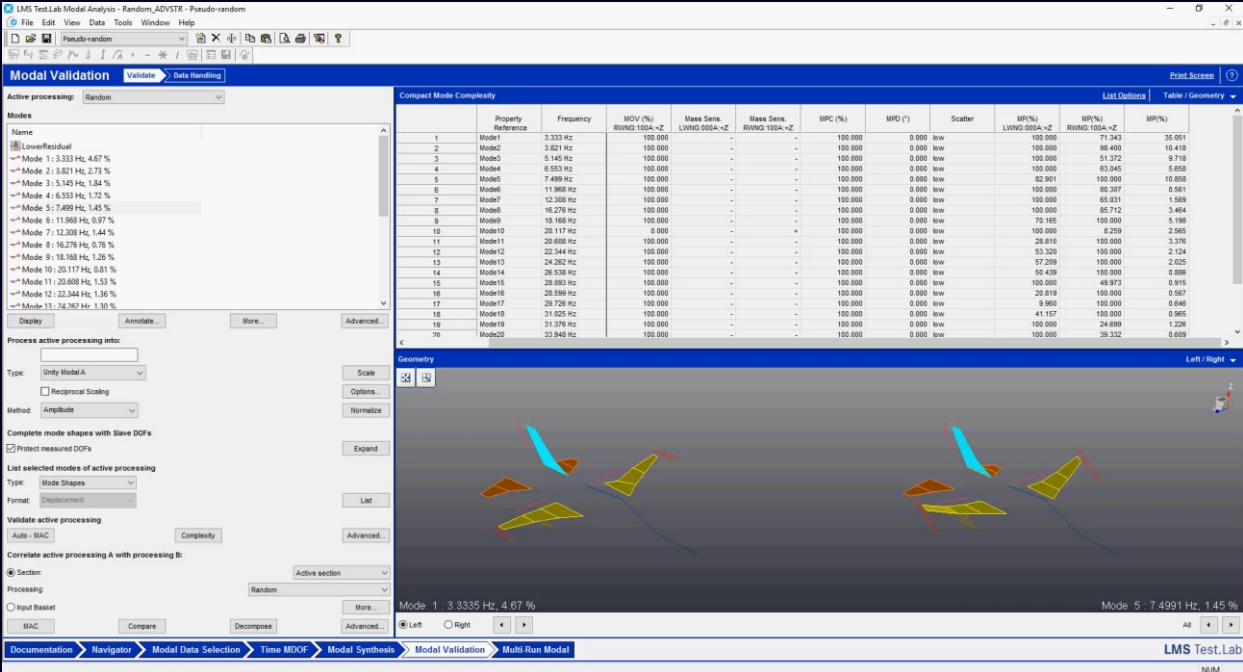 LMS Test.Lab Modal Analysis - Random_ADVSTR - Pseudo-random
File Edit View Data Tools Window Help
Pseudo-random
Modal Validation Validate Data Handling Print Screen
Active processing: Random
Modes
Name
LowerResidual
Mode 1 : 3.333 Hz, 4.67 %
Mode 2 : 3.821 Hz, 2.73 %
Mode 3 : 5.145 Hz, 1.84 %
Mode 4 : 6.553 Hz, 1.72 %
Mode 5 : 7.499 Hz, 1.45 %
Mode 6 : 11.968 Hz, 0.97 %
Mode 7 : 12.308 Hz, 1.44 %
Mode 8 : 16.276 Hz, 0.76 %
Mode 9 : 18.168 Hz, 1.26 %
Mode 10 : 20.117 Hz, 0.81 %
Mode 11 : 20.608 Hz, 1.53 %
Mode 12 : 22.344 Hz, 1.36 %
Mode 13 : 24.262 Hz, 1.30 %
Display Annotate... More... Advanced...
Process active processing into:
Type: Unity Modal A Scale
Reciprocal Scaling Options...
Method: Amplitude Normalize
Complete mode shapes with Slave DOFs
Protect measured DOFs Expand
List selected modes of active processing
Type: Mode Shapes
Format: Displacement List
Validate active processing
Auto - MAC Complexity Advanced...
Correlate active processing A with processing B:
Section: Active section
Processing: Random
Input Basket More...
MAC Compare Decompose Advanced...
Compact Mode Complexity List Options Table / Geometry
Property Reference Frequency MOV (%) RWNG:100A:+Z Mass Sens. LWNG:000A:+Z Mass Sens. RWNG:100A:+Z MPC (%) MPD (°) Scatter MP(%) LWNG:000A:+Z MP(%) RWNG:100A:+Z MP(%)
1 Mode1 3.333 Hz 100.000 - - 100.000 0.000 low 100.000 71.343 35.051
2 Mode2 3.821 Hz 100.000 - - 100.000 0.000 low 100.000 98.400 10.418
3 Mode3 5.145 Hz 100.000 - - 100.000 0.000 low 100.000 51.372 9.718
4 Mode4 6.553 Hz 100.000 - - 100.000 0.000 low 100.000 63.045 5.658
5 Mode5 7.499 Hz 100.000 - - 100.000 0.000 low 82.901 100.000 10.858
6 Mode6 11.968 Hz 100.000 - - 100.000 0.000 low 100.000 80.307 0.561
7 Mode7 12.308 Hz 100.000 - - 100.000 0.000 low 100.000 65.031 1.569
8 Mode8 16.276 Hz 100.000 - - 100.000 0.000 low 100.000 85.712 3.464
9 Mode9 18.168 Hz 100.000 - - 100.000 0.000 low 70.165 100.000 5.198
10 Mode10 20.117 Hz 0.000 - + 100.000 0.000 low 100.000 8.259 2.565
11 Mode11 20.608 Hz 100.000 - - 100.000 0.000 low 28.810 100.000 3.376
12 Mode12 22.344 Hz 100.000 - - 100.000 0.000 low 53.320 100.000 2.124
13 Mode13 24.262 Hz 100.000 - - 100.000 0.000 low 57.209 100.000 2.025
14 Mode14 26.538 Hz 100.000 - - 100.000 0.000 low 50.439 100.000 0.886
15 Mode15 28.093 Hz 100.000 - - 100.000 0.000 low 100.000 49.973 0.915
16 Mode16 28.599 Hz 100.000 - - 100.000 0.000 low 20.819 100.000 0.567
17 Mode17 29.726 Hz 100.000 - - 100.000 0.000 low 9.960 100.000 0.646
18 Mode18 31.025 Hz 100.000 - - 100.000 0.000 low 41.157 100.000 0.965
19 Mode19 31.376 Hz 100.000 - - 100.000 0.000 low 100.000 24.699 1.226
20 Mode20 33.948 Hz 100.000 - - 100.000 0.000 low 100.000 39.332 0.609
Geometry Left / Right
Z
Mode 1 : 3.3335 Hz, 4.67 % Mode 5 : 7.4991 Hz, 1.45 %
Left Right All
Documentation Navigator Modal Data Selection Time MDOF Modal Synthesis Modal Validation Multi-Run Modal LMS Test.Lab
NUM